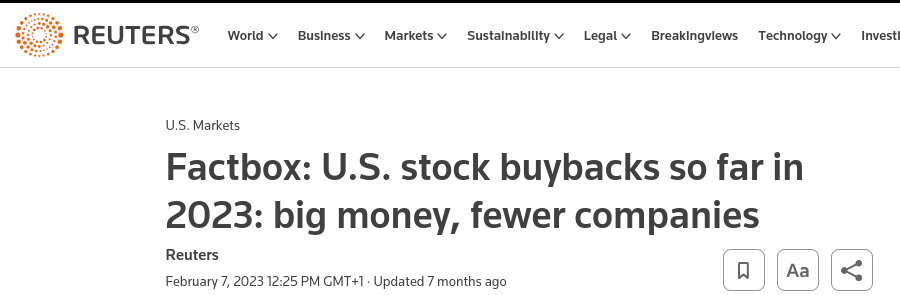 REUTERS®
World Business Markets Sustainability Legal Breakingviews Technology
U.S. Markets
Factbox: U.S. stock buybacks so far in
2023: big money, fewer companies
Reuters
February 7, 2023 12:25 PM GMT+1 · Updated 7 months ago
Aa